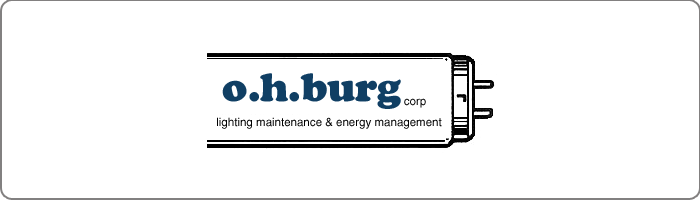 o.h.burg corp
lighting maintenance & energy management